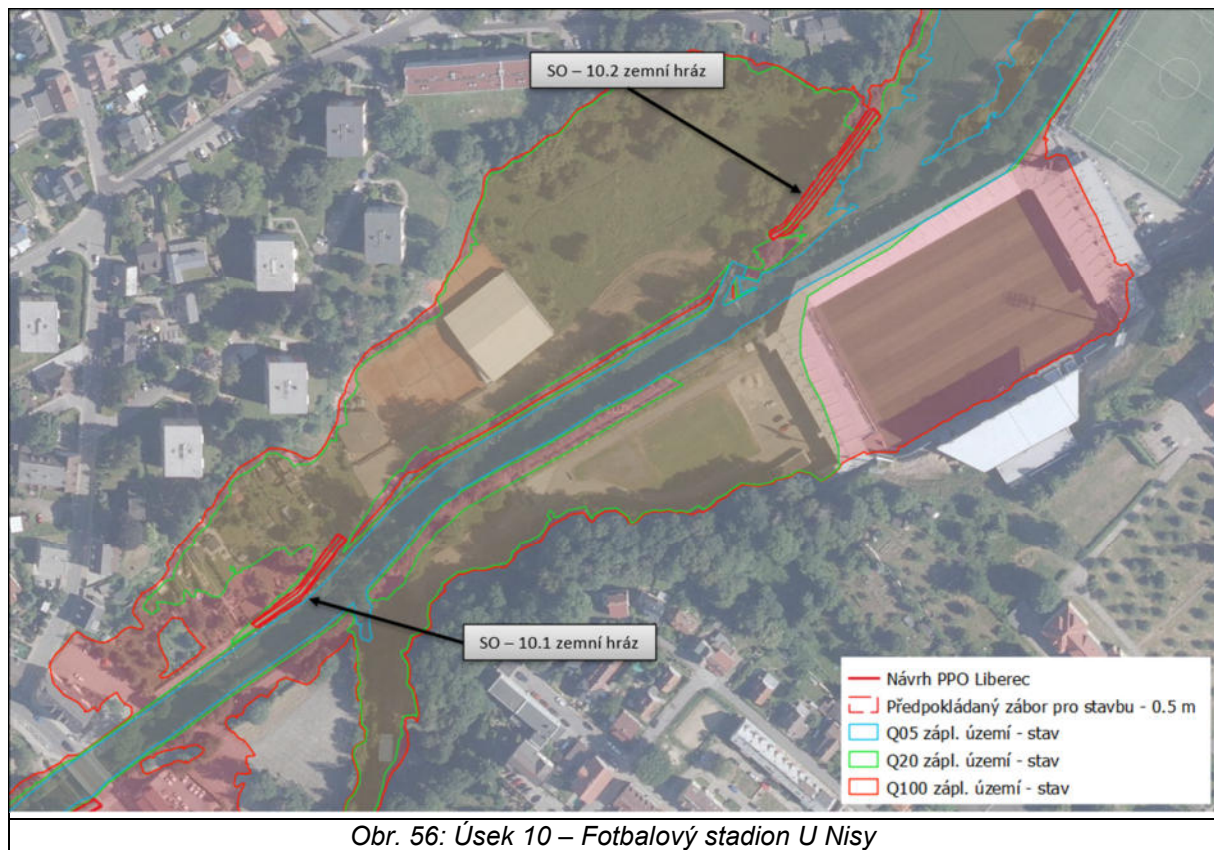 SO – 10.2 zemní hráz
SO – 10.1 zemní hráz
Návrh PPO Liberec
Předpokládaný zábor pro stavbu - 0.5 m
Q05 zápl. území - stav
Q20 zápl. území - stav
Q100 zápl. území - stav
Obr. 56: Úsek 10 – Fotbalový stadion U Nisy